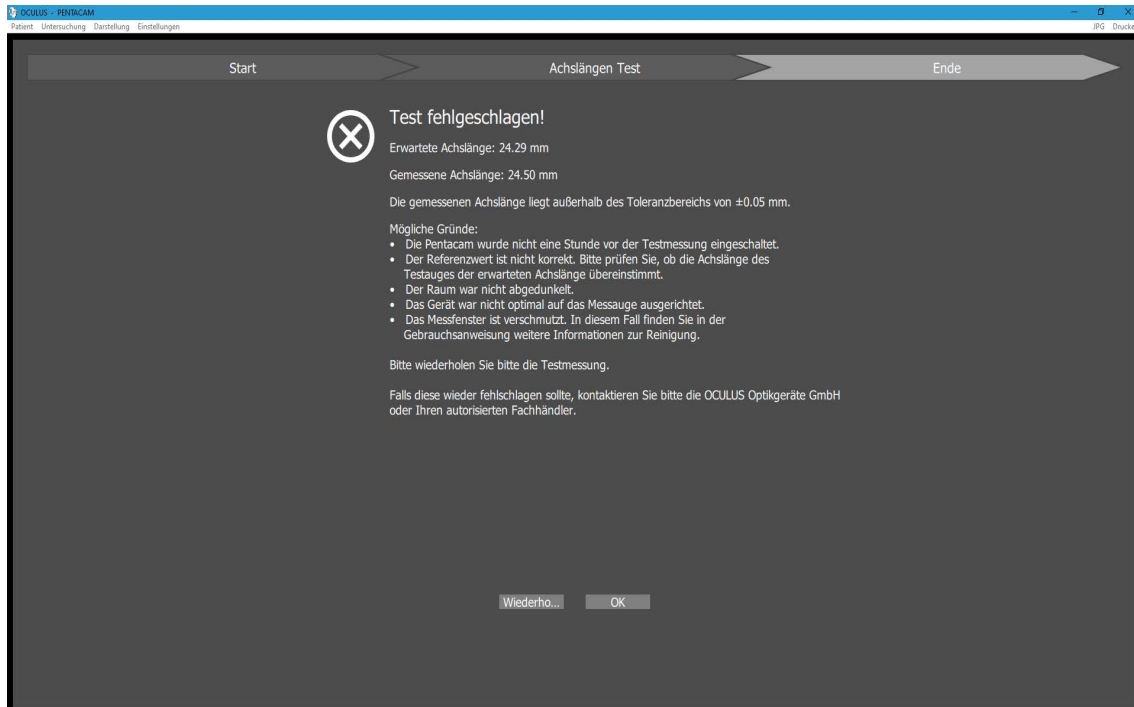 OCULUS - PENTACAM
Patient Untersuchung Darstellung Einstellungen JPG Drucke
Start Achslängen Test Ende
Test fehlgeschlagen!
Erwartete Achslänge: 24.29 mm
Gemessene Achslänge: 24.50 mm
Die gemessenen Achslänge liegt außerhalb des Toleranzbereichs von ±0.05 mm.
Mögliche Gründe:
• Die Pentacam wurde nicht eine Stunde vor der Testmessung eingeschaltet.
• Der Referenzwert ist nicht korrekt. Bitte prüfen Sie, ob die Achslänge des
Testauges der erwarteten Achslänge übereinstimmt.
• Der Raum war nicht abgedunkelt.
• Das Gerät war nicht optimal auf das Messauge ausgerichtet.
• Das Messfenster ist verschmutzt. In diesem Fall finden Sie in der
Gebrauchsanweisung weitere Informationen zur Reinigung.
Bitte wiederholen Sie bitte die Testmessung.
Falls diese wieder fehlschlagen sollte, kontaktieren Sie bitte die OCULUS Optikgeräte GmbH
oder Ihren autorisierten Fachhändler.
Wiederho... OK